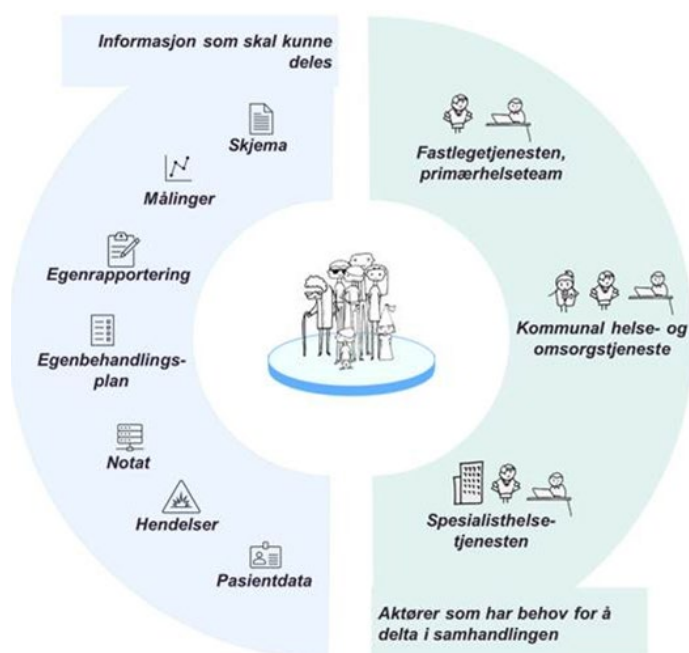 Informasjon som skal kunne
deles
Skjema
Målinger
Egenrapportering
Egenbehandlings-
plan
Notat
Hendelser
Pasientdata
Fastlegetjenesten,
primærhelseteam
Kommunal helse- og
omsorgstjeneste
Spesialisthelse-
tjenesten
Aktører som har behov for å
delta i samhandlingen